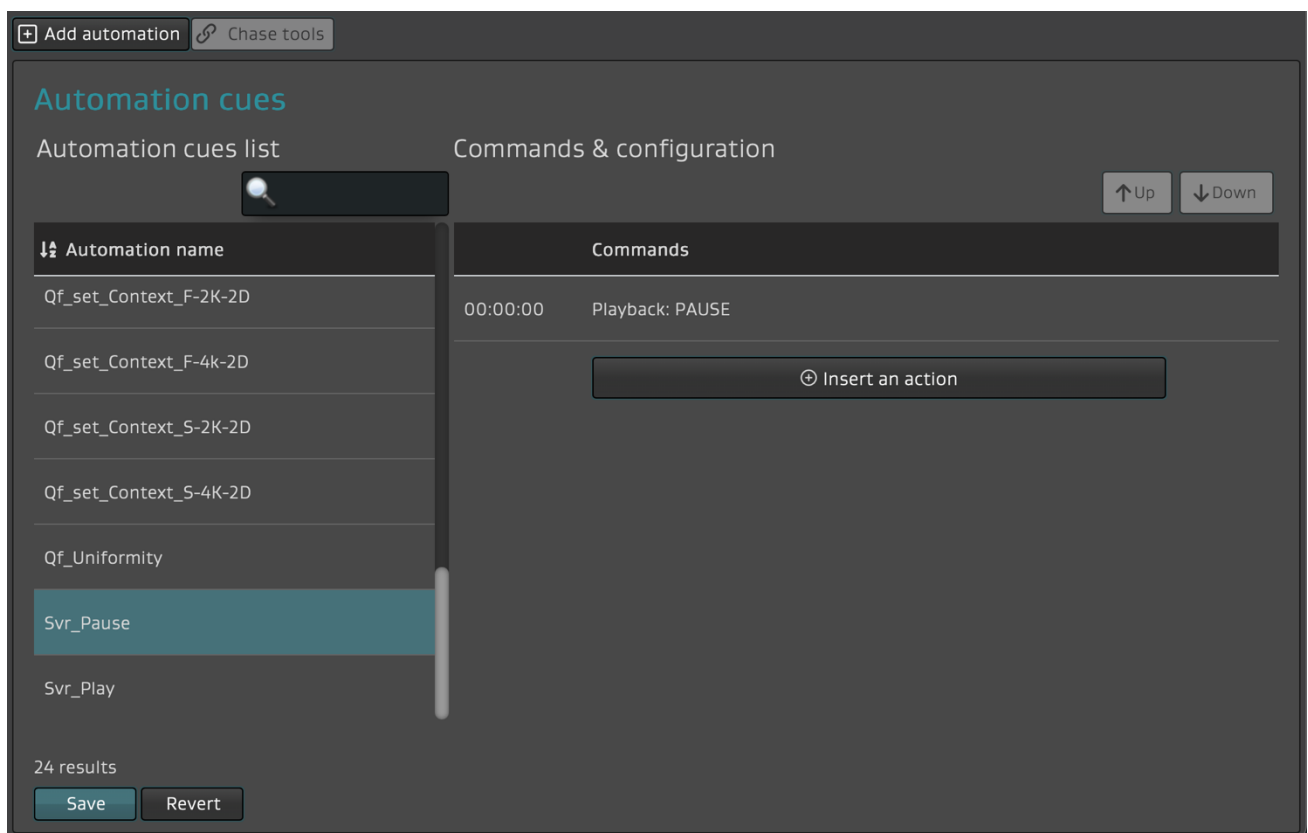 Add automation Chase tools
Automation cues
Automation cues list Commands & configuration
Up Down
Automation name Commands
Qf_set_Context_F-2K-2D
00:00:00 Playback: PAUSE
Qf_set_Context_F-4k-2D
Insert an action
Qf_set_Context_S-2K-2D
Qf_set_Context_S-4K-2D
Qf_Uniformity
Svr_Pause
Svr_Play
24 results
Save Revert